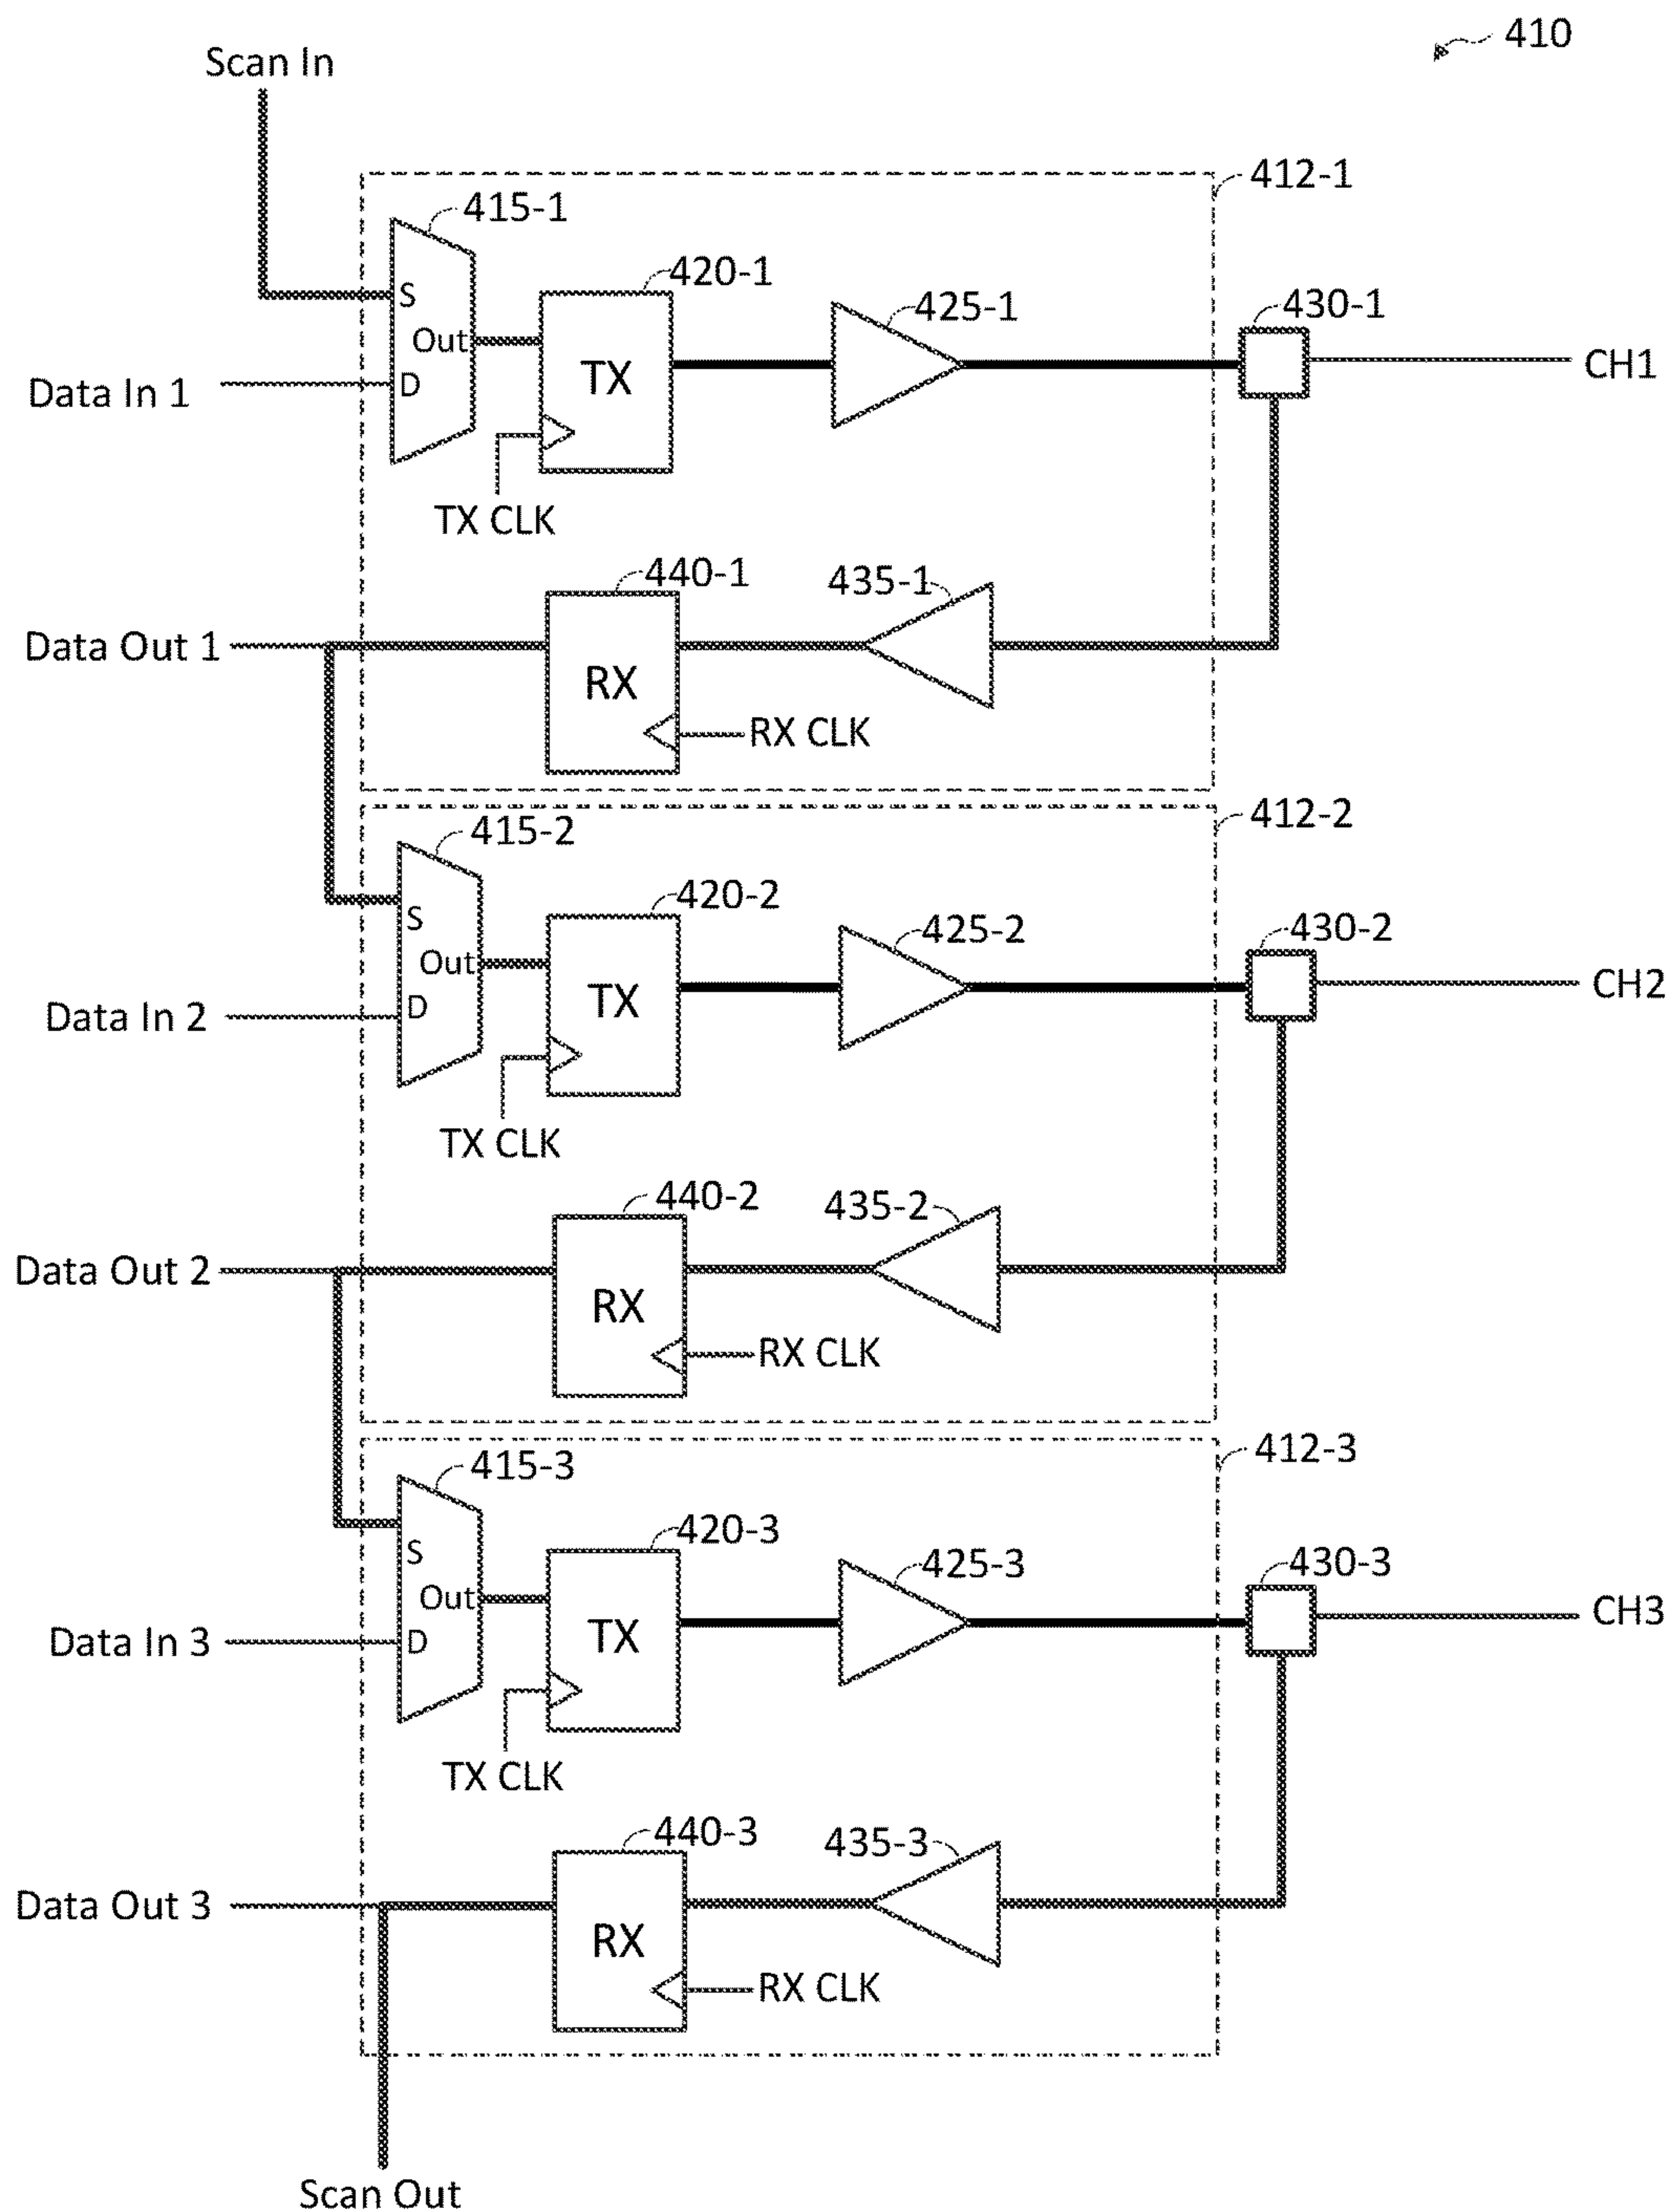 410
Scan In
412-1
415-1
S
Out
D
420-1
TX
425-1
430-1
CH1
Data In 1
TX CLK
440-1
435-1
Data Out 1
RX
RX CLK
412-2
415-2
S
Out
D
420-2
TX
425-2
430-2
CH2
Data In 2
TX CLK
440-2
435-2
Data Out 2
RX
RX CLK
412-3
415-3
S
Out
D
420-3
TX
425-3
430-3
CH3
Data In 3
TX CLK
440-3
435-3
Data Out 3
RX
RX CLK
Scan Out